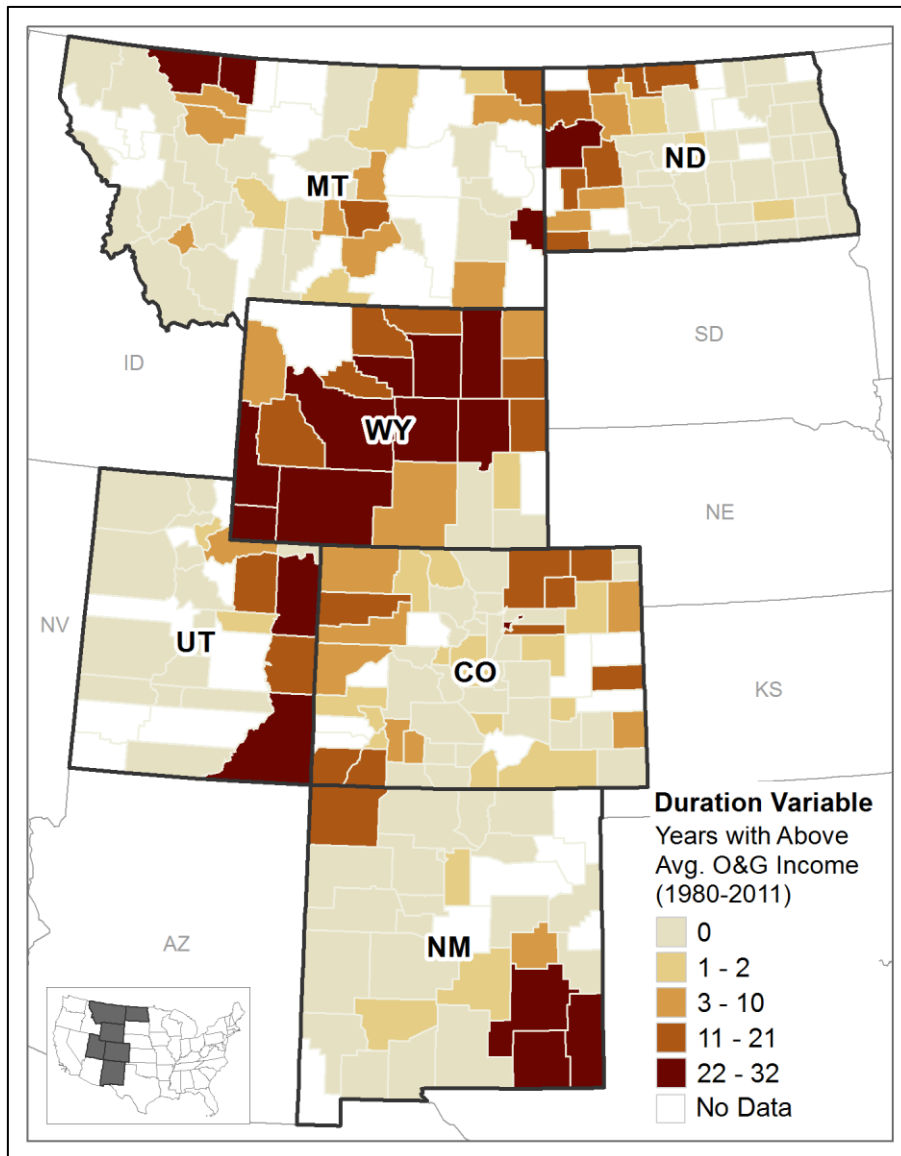 MT
ND
ID
SD
WY
NE
NV
UT
CO
KS
AZ
NM
Duration Variable
Years with Above
Avg. O&G Income
(1980-2011)
0
1 - 2
3 - 10
11 - 21
22 - 32
No Data